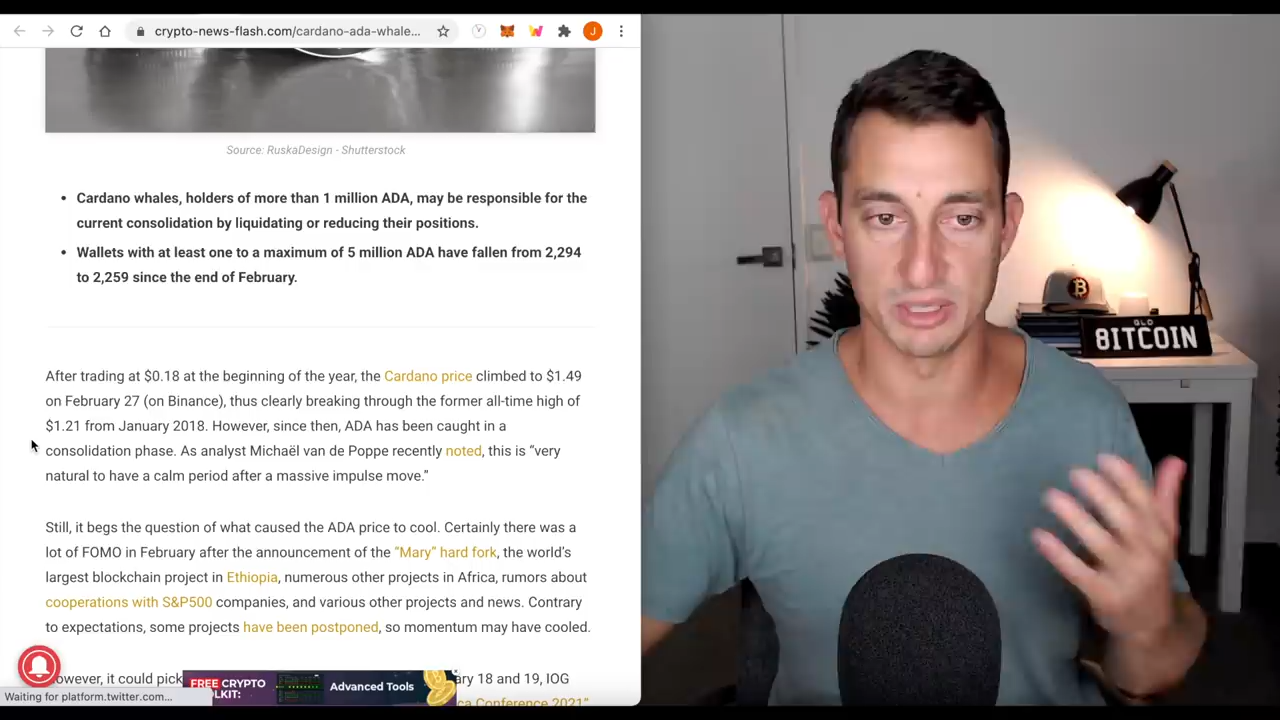 crypto-news-flash.com/cardano-ada-whale...
J
Source: RuskaDesign - Shutterstock
• Cardano whales, holders of more than 1 million ADA, may be responsible for the
current consolidation by liquidating or reducing their positions.
• Wallets with at least one to a maximum of 5 million ADA have fallen from 2,294
to 2,259 since the end of February.
After trading at $0.18 at the beginning of the year, the Cardano price climbed to $1.49
on February 27 (on Binance), thus clearly breaking through the former all-time high of
$1.21 from January 2018. However, since then, ADA has been caught in a
consolidation phase. As analyst Michaël van de Poppe recently noted, this is “very
natural to have a calm period after a massive impulse move.”
Still, it begs the question of what caused the ADA price to cool. Certainly there was a
lot of FOMO in February after the announcement of the “Mary” hard fork, the world’s
largest blockchain project in Ethiopia, numerous other projects in Africa, rumors about
cooperations with S&P500 companies, and various other projects and news. Contrary
to expectations, some projects have been postponed, so momentum may have cooled.
However, it could pick
ary 18 and 19, IOG
ca Conference 2021”
FREE CRYPTO
Advanced Tools
Waiting for platform.twitter.com...
QLD
8ITCOIN